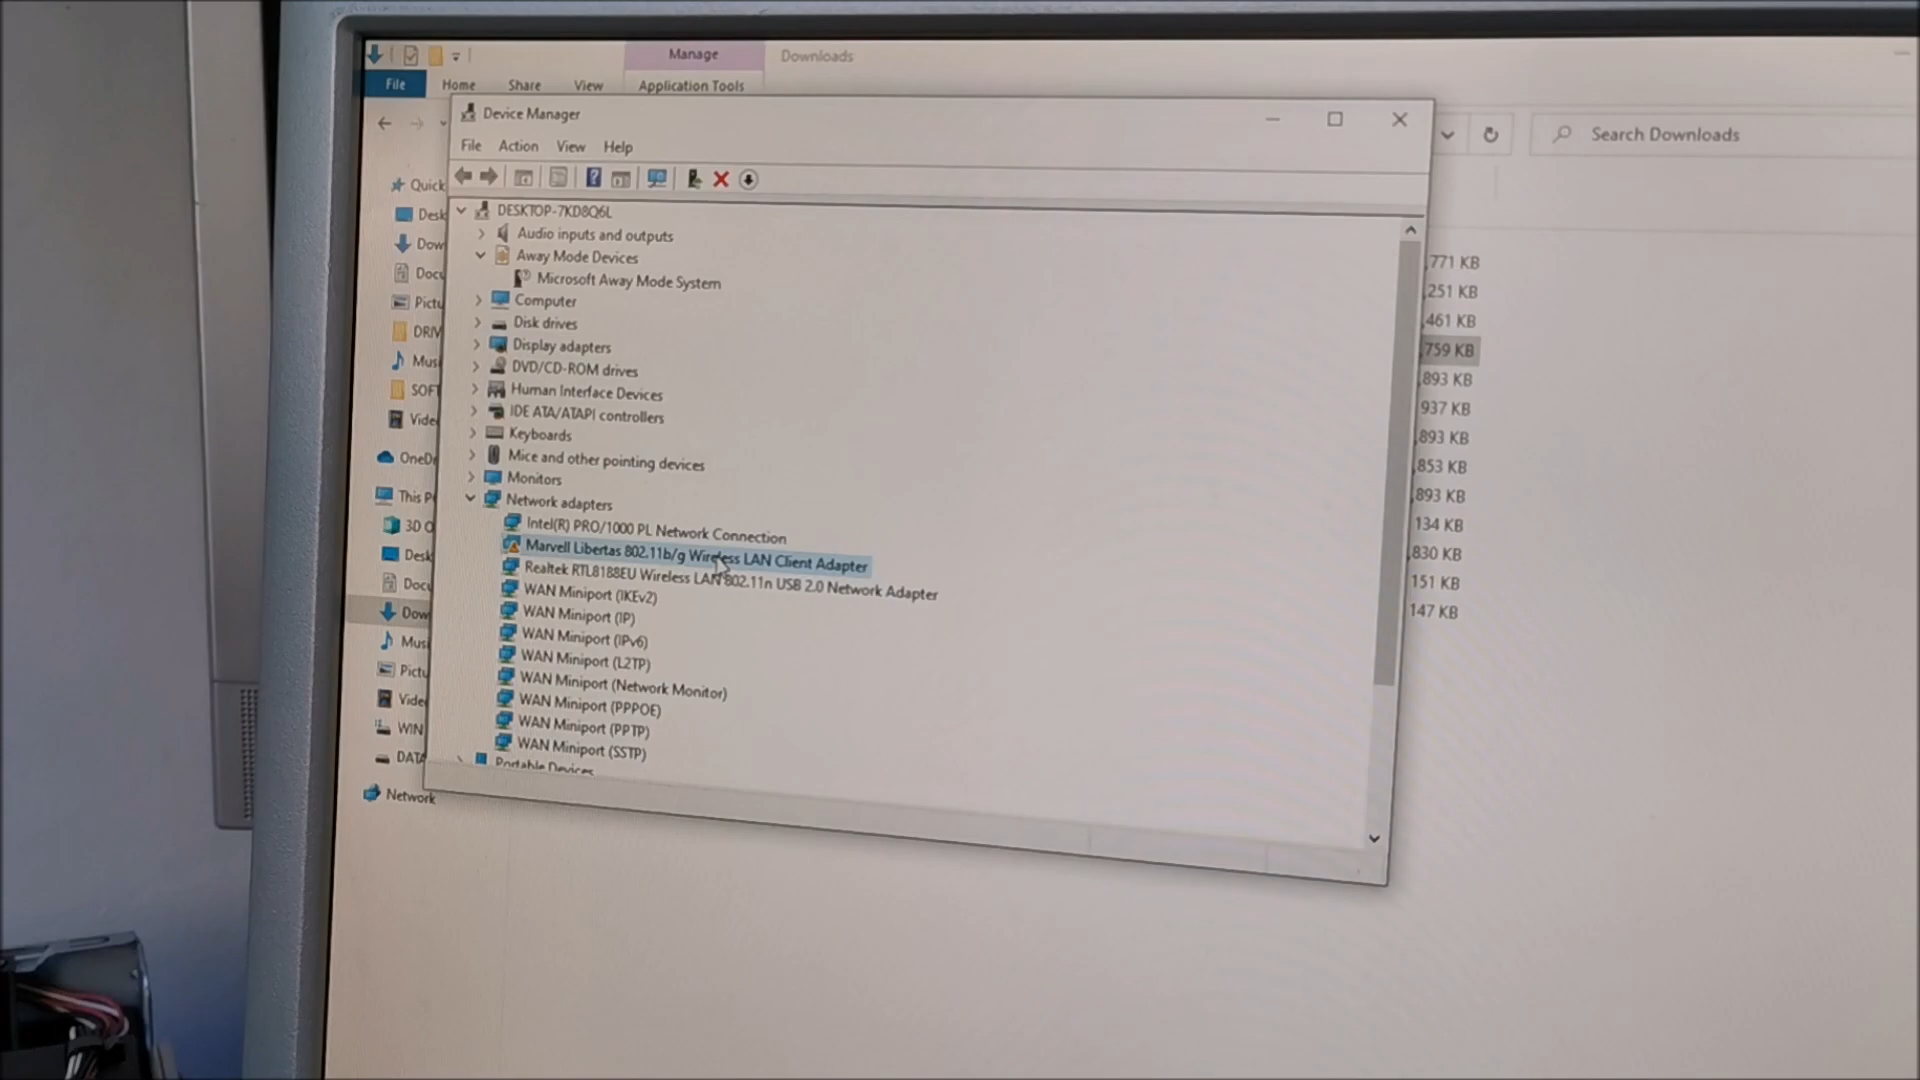 Manage
Downloads
File
Home
Share
View
Application Tools
Device Manager
Search Downloads
File
Action
View
Help
Quick
Desk
Dow
Docu
Pictu
DRIV
Musi
SOFT
Vide
OneDr
This P
3D O
Desk
Docu
Dow
Musi
Pictu
Vide
WIN
DATA
Network
DESKTOP-7KD8Q6L
Audio inputs and outputs
Away Mode Devices
Microsoft Away Mode System
Computer
Disk drives
Display adapters
DVD/CD-ROM drives
Human Interface Devices
IDE ATA/ATAPI controllers
Keyboards
Mice and other pointing devices
Monitors
Network adapters
Intel(R) PRO/1000 PL Network Connection
Marvell Libertas 802.11b/g Wireless LAN Client Adapter
Realtek RTL8188EU Wireless LAN 802.11n USB 2.0 Network Adapter
WAN Miniport (IKEv2)
WAN Miniport (IP)
WAN Miniport (IPv6)
WAN Miniport (L2TP)
WAN Miniport (Network Monitor)
WAN Miniport (PPPOE)
WAN Miniport (PPTP)
WAN Miniport (SSTP)
Portable Devices
,771 KB
,251 KB
,461 KB
,759 KB
,893 KB
937 KB
,893 KB
,853 KB
,893 KB
134 KB
,830 KB
151 KB
147 KB